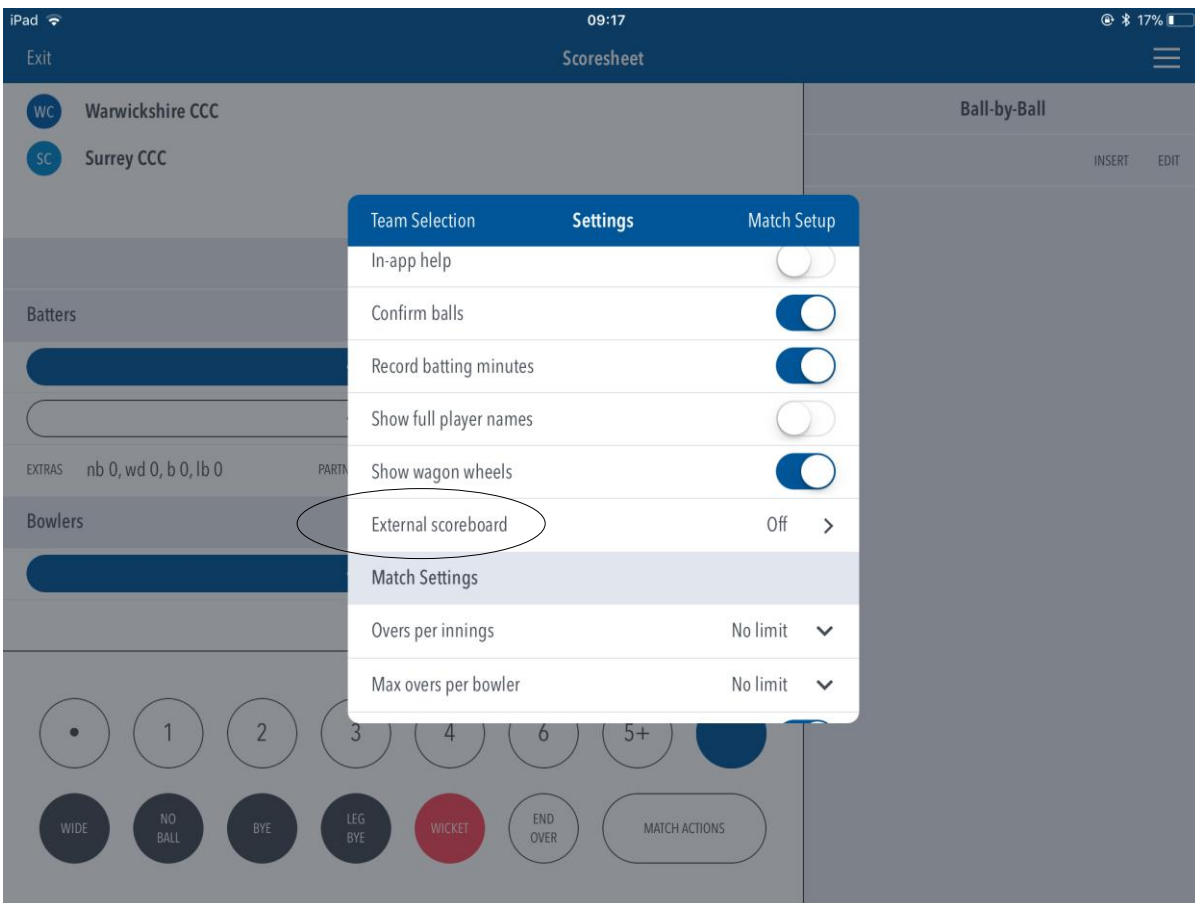 iPad 09:17 17%
Exit Scoresheet
WC Warwickshire CCC
SC Surrey CCC
Ball-by-Ball
INSERT EDIT
Team Selection Settings Match Setup
In-app help
Confirm balls
Record batting minutes
Show full player names
Show wagon wheels
External scoreboard Off
Match Settings
Overs per innings No limit
Max overs per bowler No limit
Batters
EXTRAS nb 0, wd 0, b 0, lb 0
Bowlers
• 1 2 3 4 6 5+
WIDE NO BALL BYE LEG BYE WICKET END OVER MATCH ACTIONS